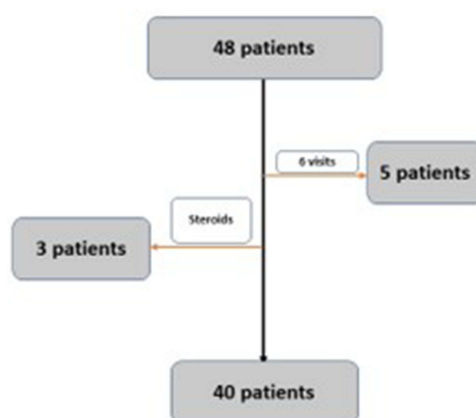 48 patients
6 visits
5 patients
Steroids
3 patients
40 patients